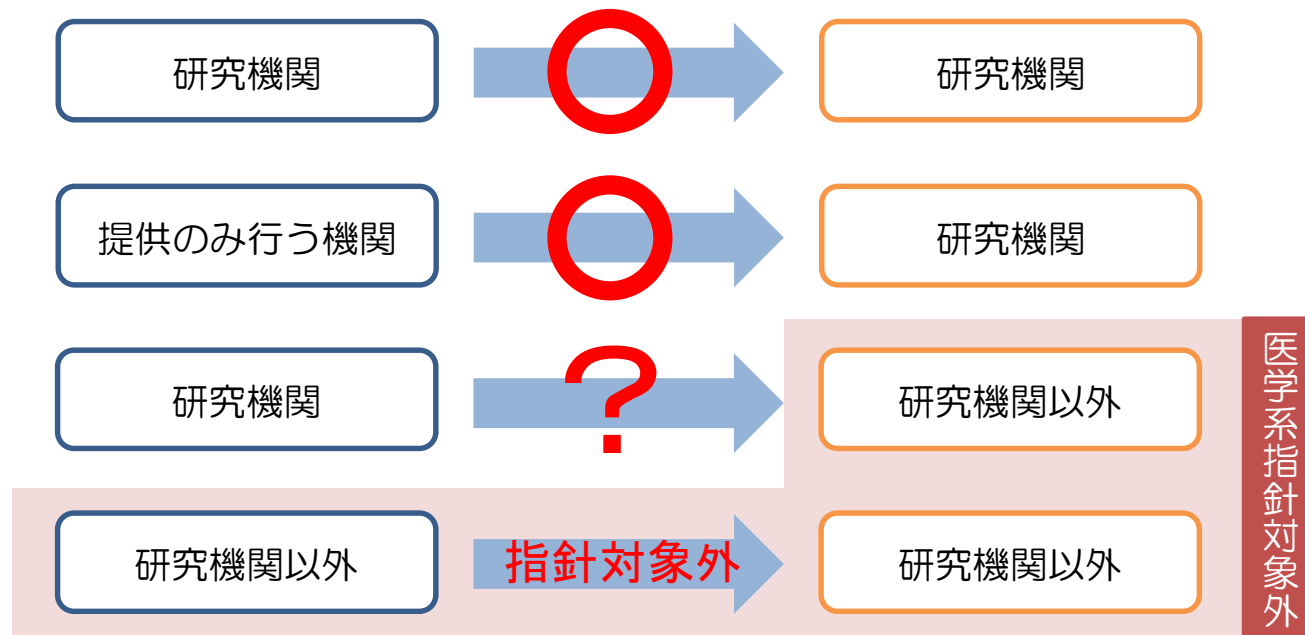 研究機関
研究機関
提供のみ行う機関
研究機関
研究機関
?
研究機関以外
研究機関以外
指針対象外
研究機関以外
医学系指針対象外